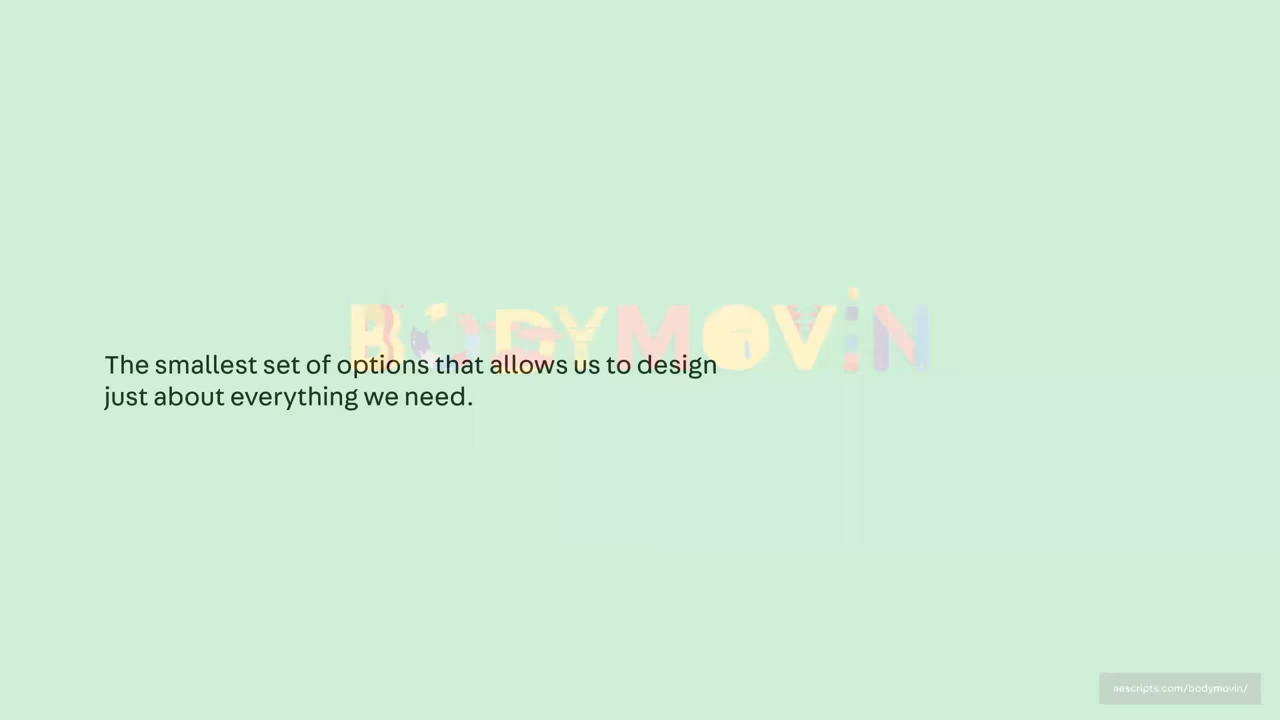 BODYMOVIN
The smallest set of options that allows us to design
just about everything we need.
aescripts.com/bodymovin/